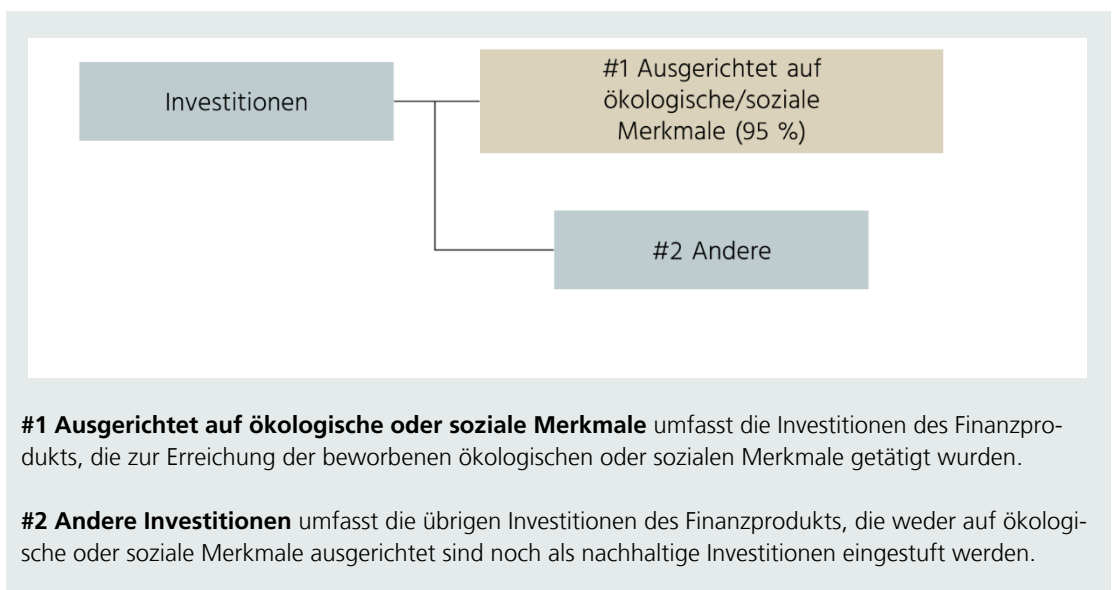 Investitionen
#1 Ausgerichtet auf
ökologische/soziale
Merkmale (95 %)
#2 Andere
#1 Ausgerichtet auf ökologische oder soziale Merkmale umfasst die Investitionen des Finanzpro-
dukts, die zur Erreichung der beworbenen ökologischen oder sozialen Merkmale getätigt wurden.
#2 Andere Investitionen umfasst die übrigen Investitionen des Finanzprodukts, die weder auf ökologi-
sche oder soziale Merkmale ausgerichtet sind noch als nachhaltige Investitionen eingestuft werden.